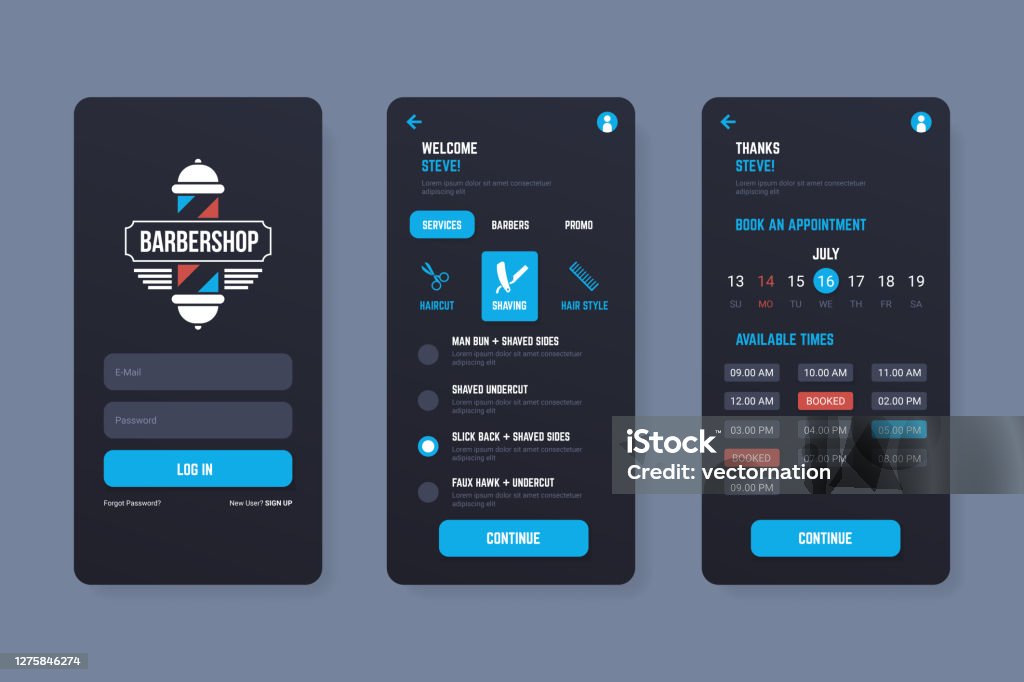 BARBERSHOP
E-Mail
Password
LOG IN
Forgot Password?
New User? SIGN UP
WELCOME
STEVE!
Lorem ipsum dolor sit amet consectetuer
adipiscing elit
SERVICES
BARBERS
PROMO
HAIRCUT
SHAVING
HAIR STYLE
MAN BUN + SHAVED SIDES
Lorem ipsum dolor sit amet consectetuer
adipiscing elit
SHAVED UNDERCUT
Lorem ipsum dolor sit amet consectetuer
adipiscing elit
SLICK BACK + SHAVED SIDES
Lorem ipsum dolor sit amet consectetuer
adipiscing elit
FAUX HAWK + UNDERCUT
Lorem ipsum dolor sit amet consectetuer
adipiscing elit
CONTINUE
THANKS
STEVE!
Lorem ipsum dolor sit amet consectetuer
adipiscing elit
BOOK AN APPOINTMENT
JULY
13 14 15 16 17 18 19
SU MO TU WE TH FR SA
AVAILABLE TIMES
09.00 AM 10.00 AM 11.00 AM
12.00 AM BOOKED 02.00 PM
03.00 PM 04.00 PM 05.00 PM
BOOKED 07.00 PM 08.00 PM
09.00 PM
CONTINUE
iStock™
Credit: vectornation
1275846274